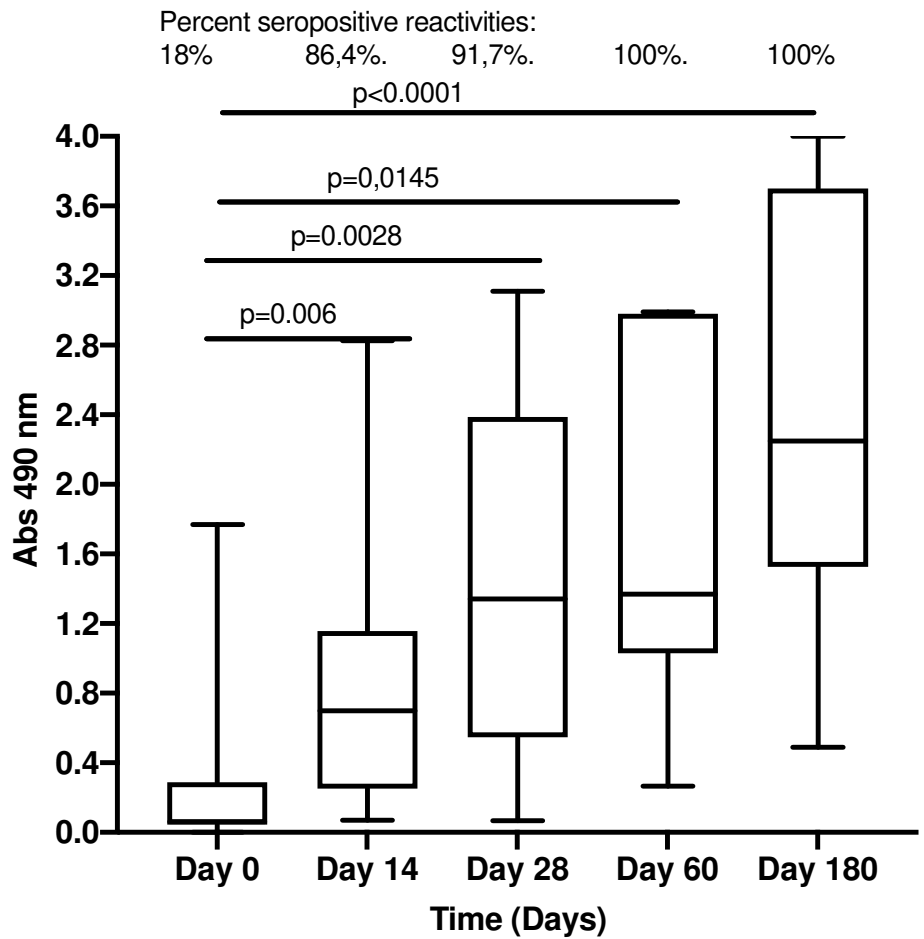 Percent seropositive reactivities:
18% 86,4%. 91,7%. 100%. 100%
p<0.0001
4.0
p=0,0145
3.6
p=0.0028
3.2
p=0.006
2.8
2.4
2.0
1.6
1.2
0.8
0.4
0.0
Abs 490 nm
Day 0 Day 14 Day 28 Day 60 Day 180
Time (Days)